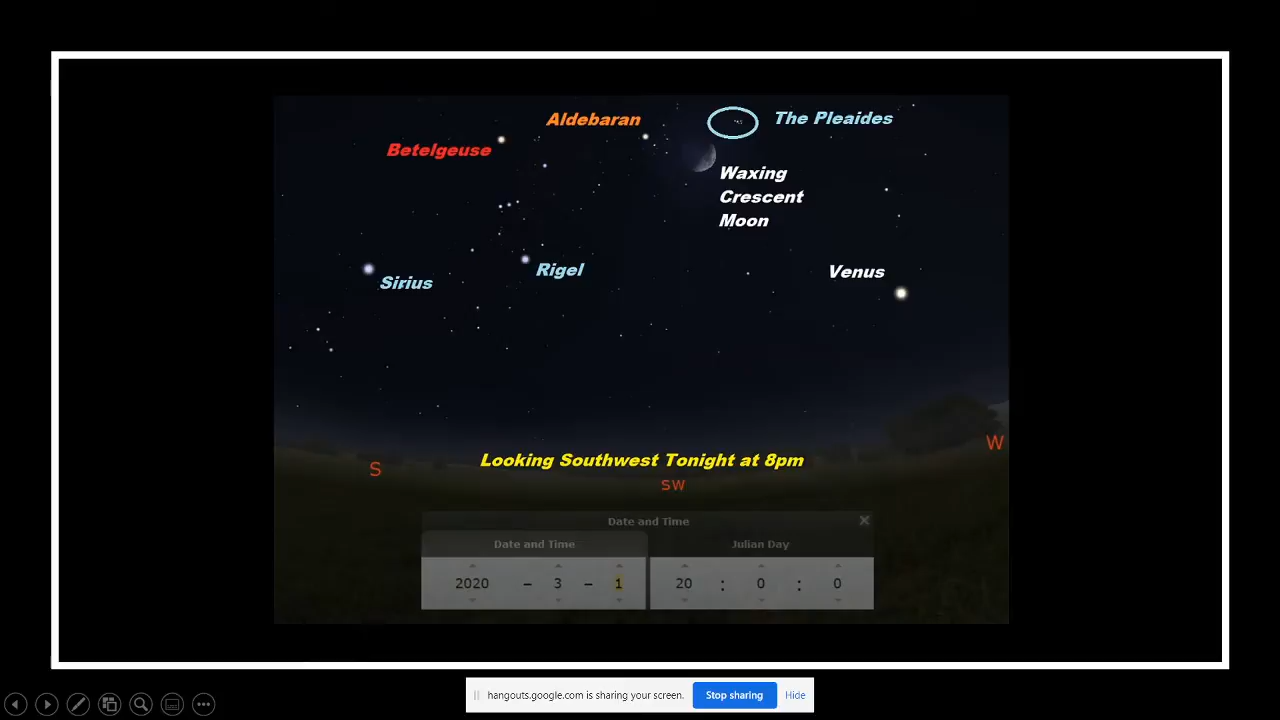 Aldebaran
The Pleaides
Betelgeuse
Waxing
Crescent
Moon
Rigel
Venus
Sirius
W
S
Looking Southwest Tonight at 8pm
SW
Date and Time
Date and Time
Julian Day
2020 - 3 - 1
20 : 0 : 0
hangouts.google.com is sharing your screen.
Stop sharing
Hide